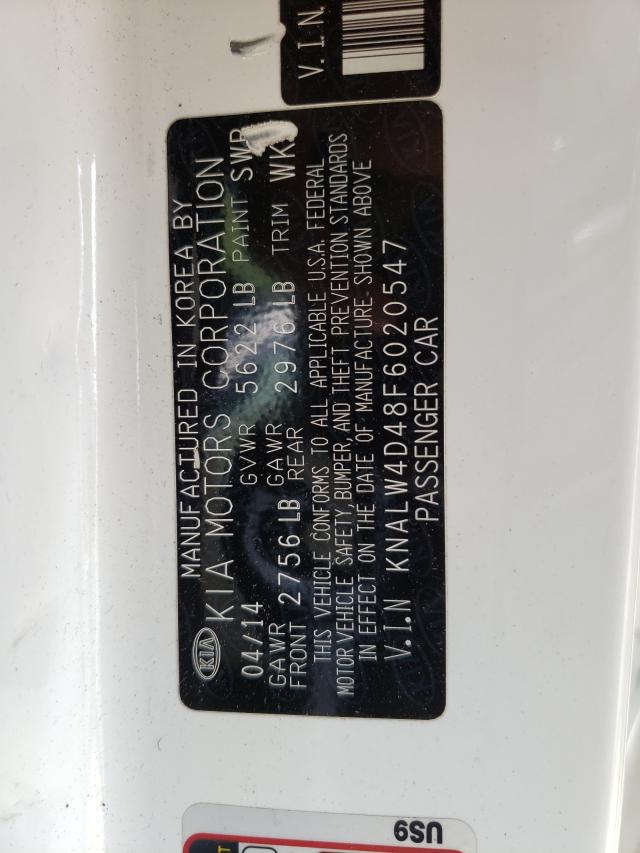 V.I.N.
MANUFACTURED IN KOREA BY
KIA KIA MOTORS CORPORATION
04/14 GVWR 5622 LB PAINT SWP
GAWR FRONT 2756 LB GAWR REAR 2976 LB TRIM WK
THIS VEHICLE CONFORMS TO ALL APPLICABLE U.S.A. FEDERAL
MOTOR VEHICLE SAFETY, BUMPER, AND THEFT PREVENTION STANDARDS
IN EFFECT ON THE DATE OF MANUFACTURE SHOWN ABOVE
V.I.N KNALW4D48F6020547
PASSENGER CAR
US9